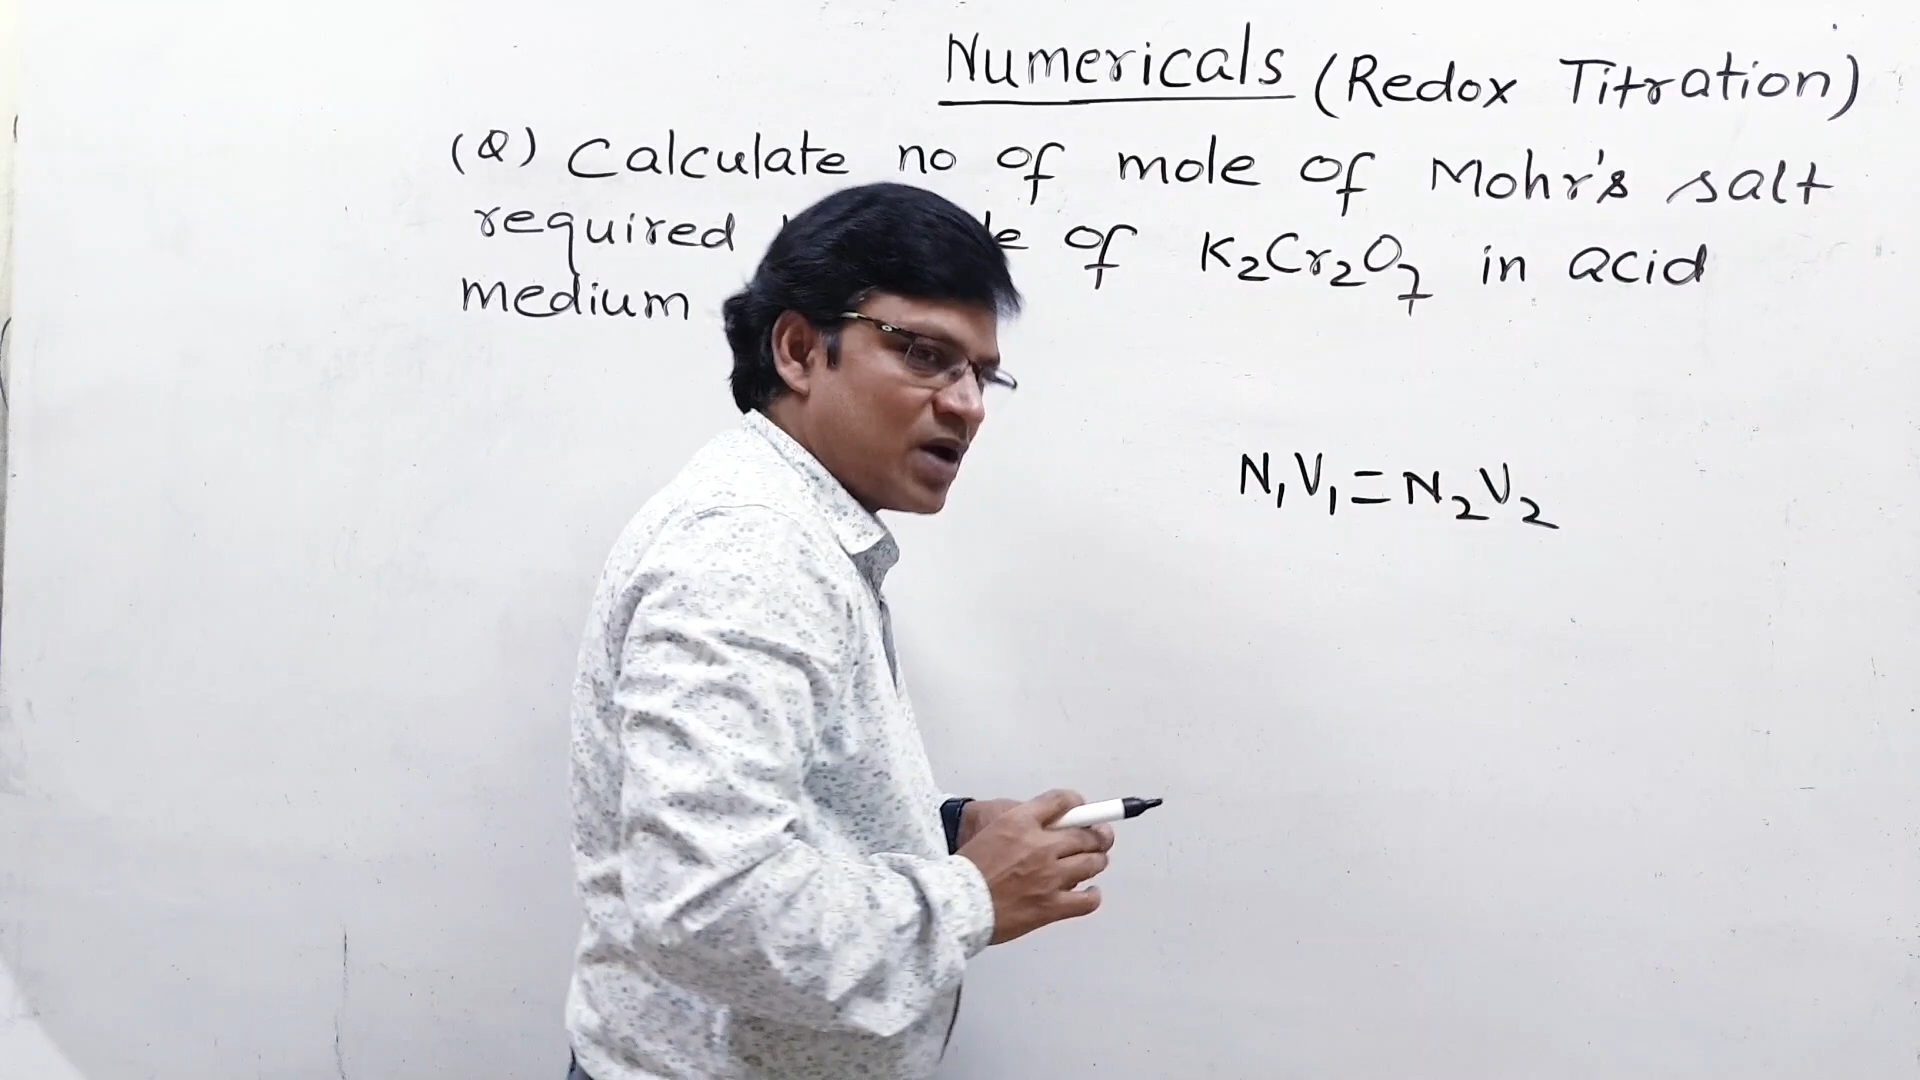 Numericals (Redox Titration)
(Q) Calculate no of mole of Mohr's salt
required of K₂Cr₂O₇ in acid
medium
N₁V₁ = N₂V₂